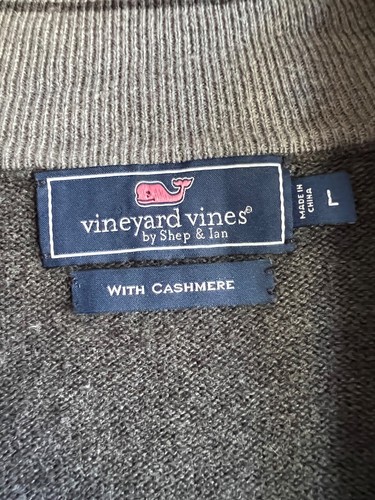 vineyard vines®
by Shep & Ian
MADE IN
CHINA
L
WITH CASHMERE